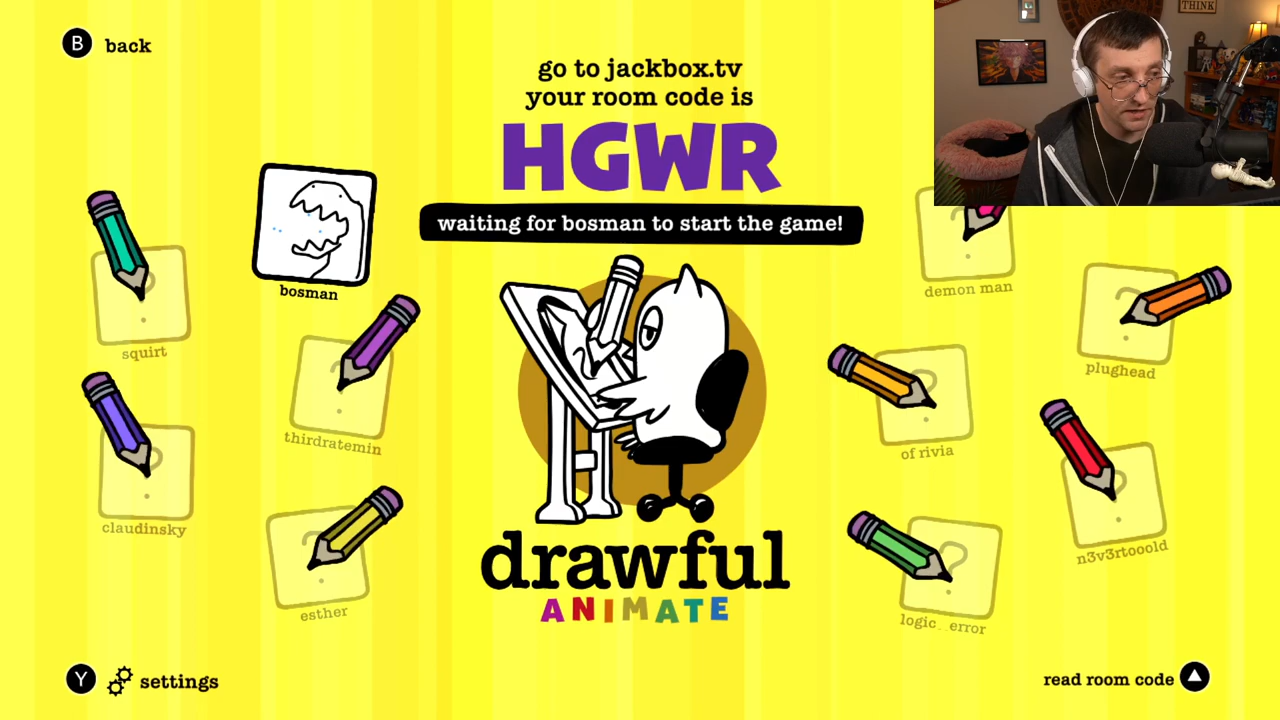 B back
go to jackbox.tv
your room code is
HGWR
waiting for bosman to start the game!
THINK
bosman
squirt
thirdratemin
claudinsky
esther
demon man
plughead
of rivia
n3v3rtooold
logic_error
drawful
ANIMATE
Y settings
read room code